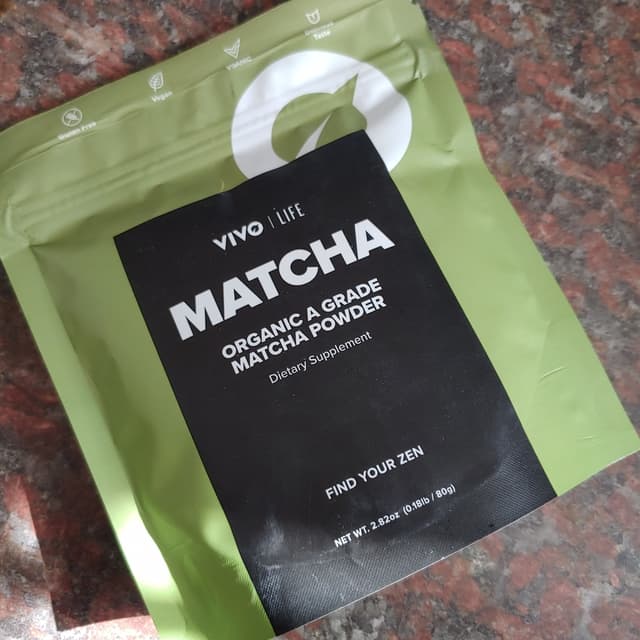 Gluten Free
Vegan
Taste
VIVO | LIFE
MATCHA
ORGANIC A GRADE
MATCHA POWDER
Dietary Supplement
FIND YOUR ZEN
NET WT. 2.82oz (0.18lb / 80g)